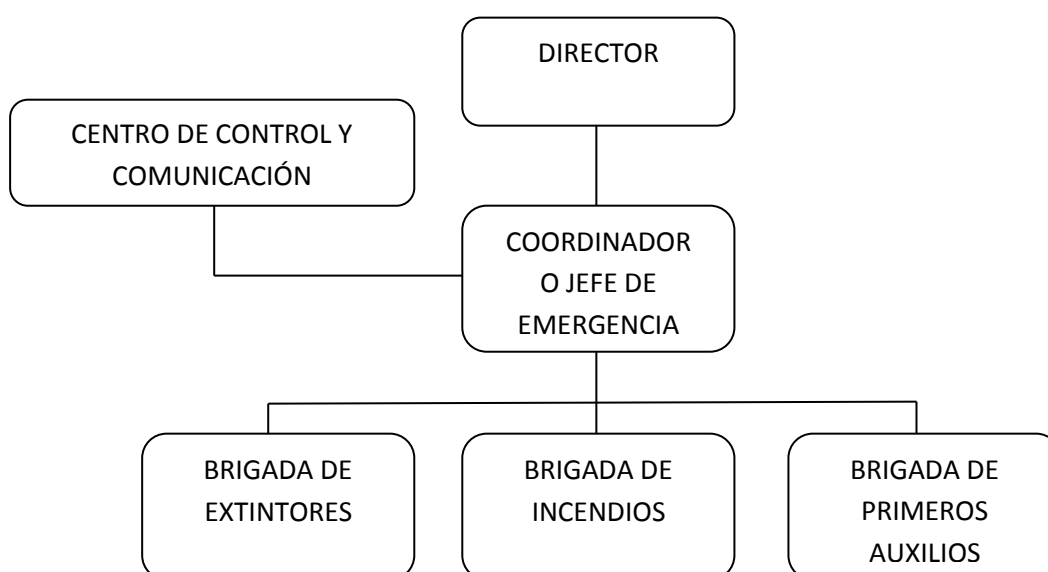 DIRECTOR
CENTRO DE CONTROL Y
COMUNICACIÓN
COORDINADOR
O JEFE DE
EMERGENCIA
BRIGADA DE
EXTINTORES
BRIGADA DE
INCENDIOS
BRIGADA DE
PRIMEROS
AUXILIOS